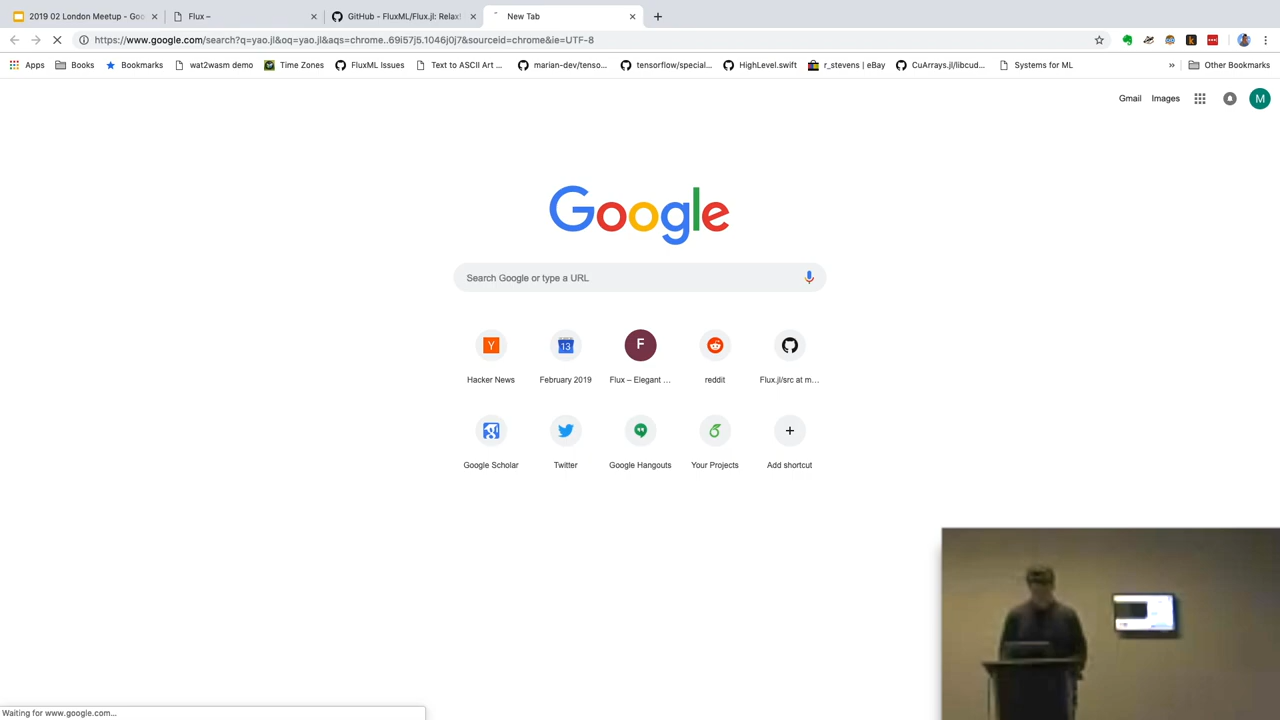 2019 02 London Meetup - Goo
Flux –
GitHub - FluxML/Flux.jl: Relax!
New Tab
https://www.google.com/search?q=yao.jl&oq=yao.jl&aqs=chrome..69i57j5.1046j0j7&sourceid=chrome&ie=UTF-8
Apps
Books
Bookmarks
wat2wasm demo
Time Zones
FluxML Issues
Text to ASCII Art ...
marian-dev/tenso...
tensorflow/special...
HighLevel.swift
r_stevens | eBay
CuArrays.jl/libcud...
Systems for ML
»
Other Bookmarks
Gmail
Images
M
Google
Search Google or type a URL
Y
13
F
Hacker News
February 2019
Flux – Elegant ...
reddit
Flux.jl/src at m...
Google Scholar
Twitter
Google Hangouts
Your Projects
Add shortcut
Waiting for www.google.com...